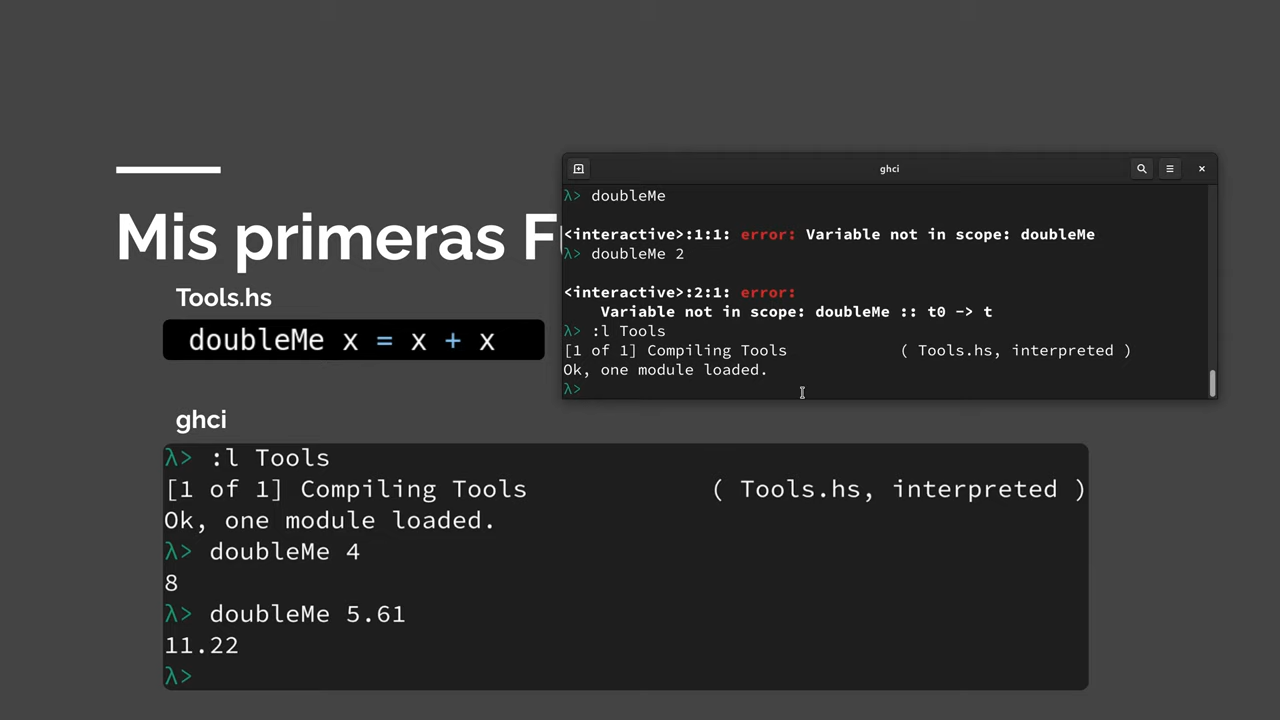 Mis primeras F
Tools.hs
doubleMe x = x + x
ghci
λ> doubleMe
<interactive>:1:1: error: Variable not in scope: doubleMe
λ> doubleMe 2
<interactive>:2:1: error:
Variable not in scope: doubleMe :: t0 -> t
λ> :l Tools
[1 of 1] Compiling Tools ( Tools.hs, interpreted )
Ok, one module loaded.
λ>
ghci
λ> :l Tools
[1 of 1] Compiling Tools ( Tools.hs, interpreted )
Ok, one module loaded.
λ> doubleMe 4
8
λ> doubleMe 5.61
11.22
λ>